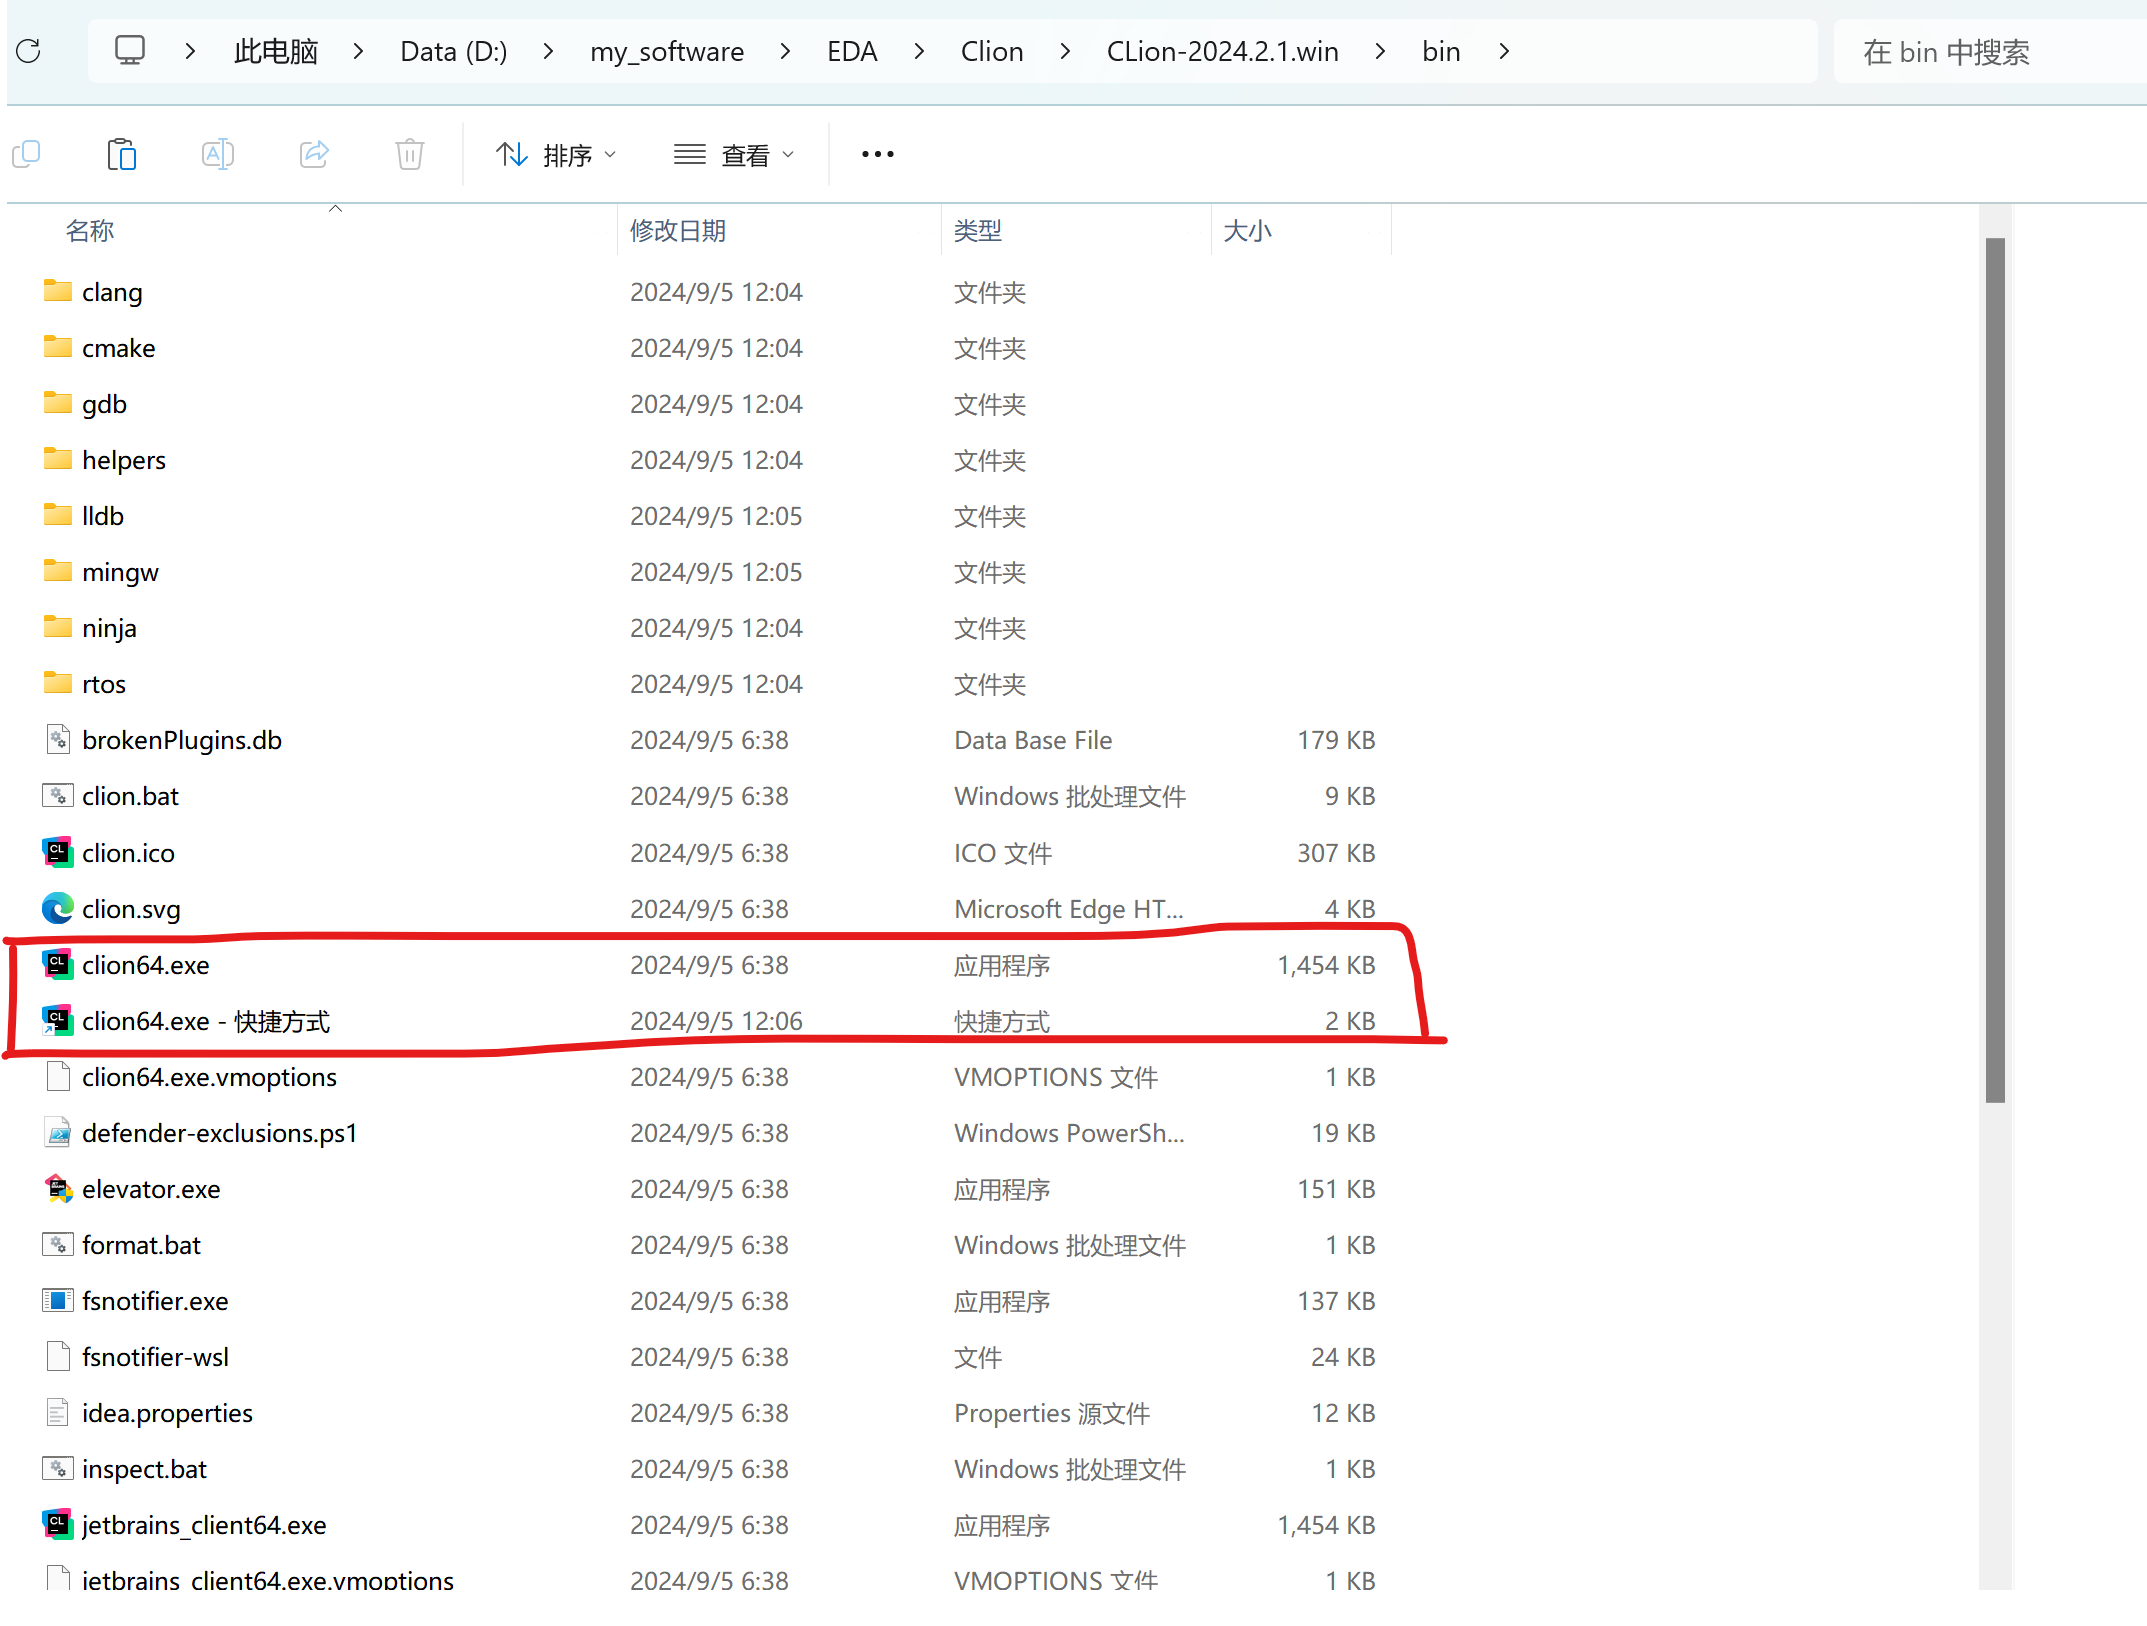 此电脑 > Data (D:) > my_software > EDA > Clion > CLion-2024.2.1.win > bin > 在 bin 中搜索
排序 查看
名称 修改日期 类型 大小
clang 2024/9/5 12:04 文件夹
cmake 2024/9/5 12:04 文件夹
gdb 2024/9/5 12:04 文件夹
helpers 2024/9/5 12:04 文件夹
lldb 2024/9/5 12:05 文件夹
mingw 2024/9/5 12:05 文件夹
ninja 2024/9/5 12:04 文件夹
rtos 2024/9/5 12:04 文件夹
brokenPlugins.db 2024/9/5 6:38 Data Base File 179 KB
clion.bat 2024/9/5 6:38 Windows 批处理文件 9 KB
clion.ico 2024/9/5 6:38 ICO 文件 307 KB
clion.svg 2024/9/5 6:38 Microsoft Edge HT... 4 KB
clion64.exe 2024/9/5 6:38 应用程序 1,454 KB
clion64.exe - 快捷方式 2024/9/5 12:06 快捷方式 2 KB
clion64.exe.vmoptions 2024/9/5 6:38 VMOPTIONS 文件 1 KB
defender-exclusions.ps1 2024/9/5 6:38 Windows PowerSh... 19 KB
elevator.exe 2024/9/5 6:38 应用程序 151 KB
format.bat 2024/9/5 6:38 Windows 批处理文件 1 KB
fsnotifier.exe 2024/9/5 6:38 应用程序 137 KB
fsnotifier-wsl 2024/9/5 6:38 文件 24 KB
idea.properties 2024/9/5 6:38 Properties 源文件 12 KB
inspect.bat 2024/9/5 6:38 Windows 批处理文件 1 KB
jetbrains_client64.exe 2024/9/5 6:38 应用程序 1,454 KB
jetbrains_client64.exe.vmoptions 2024/9/5 6:38 VMOPTIONS 文件 1 KB